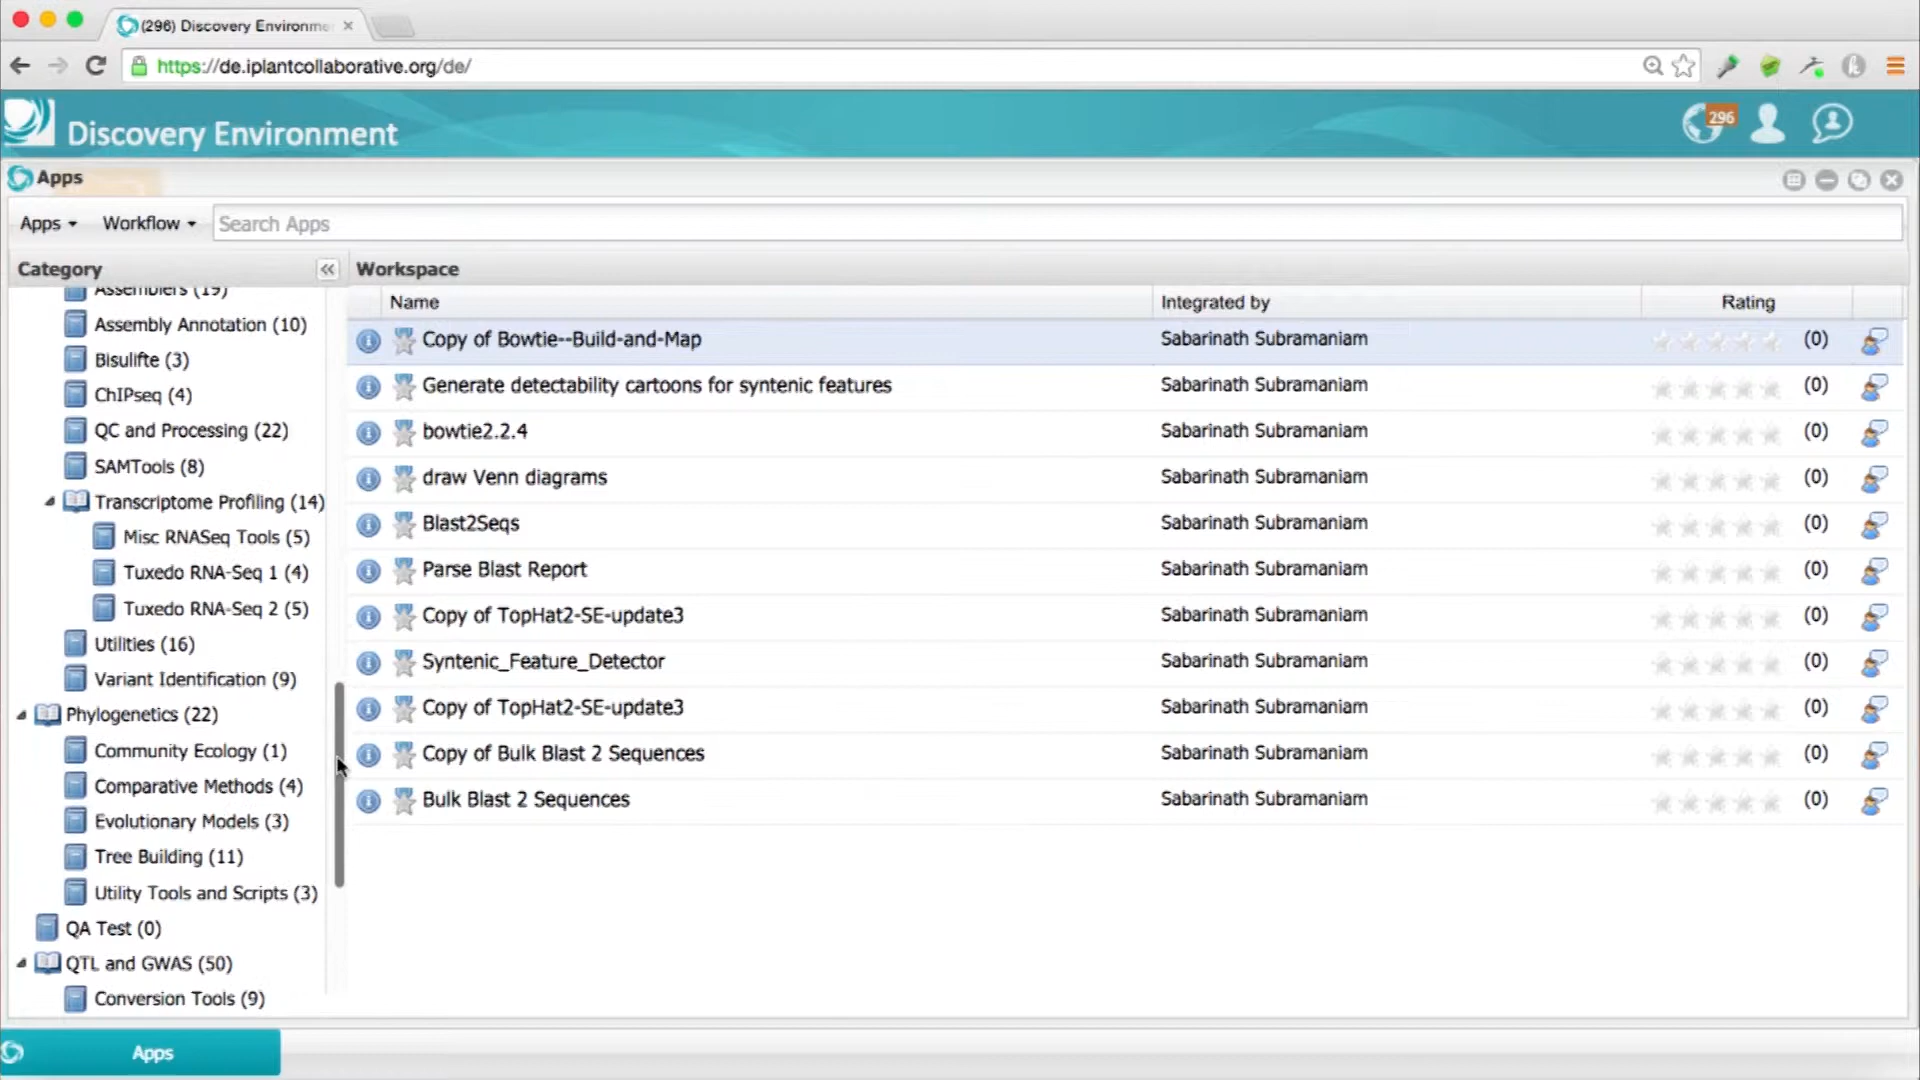 (296) Discovery Environme
https://de.iplantcollaborative.org/de/
Discovery Environment
296
Apps
Apps Workflow Search Apps
Category
Assemblers (19)
Assembly Annotation (10)
Bisulifte (3)
ChIPseq (4)
QC and Processing (22)
SAMTools (8)
Transcriptome Profiling (14)
Misc RNASeq Tools (5)
Tuxedo RNA-Seq 1 (4)
Tuxedo RNA-Seq 2 (5)
Utilities (16)
Variant Identification (9)
Phylogenetics (22)
Community Ecology (1)
Comparative Methods (4)
Evolutionary Models (3)
Tree Building (11)
Utility Tools and Scripts (3)
QA Test (0)
QTL and GWAS (50)
Conversion Tools (9)
Workspace
Name Integrated by Rating
Copy of Bowtie--Build-and-Map Sabarinath Subramaniam (0)
Generate detectability cartoons for syntenic features Sabarinath Subramaniam (0)
bowtie2.2.4 Sabarinath Subramaniam (0)
draw Venn diagrams Sabarinath Subramaniam (0)
Blast2Seqs Sabarinath Subramaniam (0)
Parse Blast Report Sabarinath Subramaniam (0)
Copy of TopHat2-SE-update3 Sabarinath Subramaniam (0)
Syntenic_Feature_Detector Sabarinath Subramaniam (0)
Copy of TopHat2-SE-update3 Sabarinath Subramaniam (0)
Copy of Bulk Blast 2 Sequences Sabarinath Subramaniam (0)
Bulk Blast 2 Sequences Sabarinath Subramaniam (0)
Apps